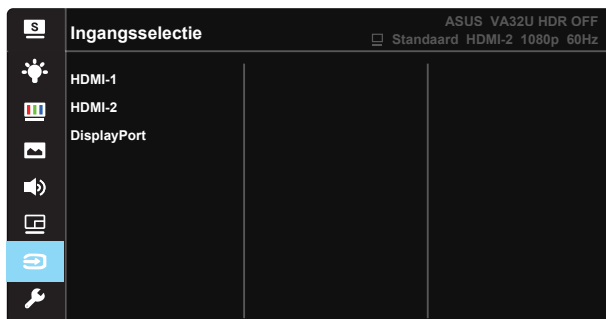 S
Ingangsselectie
ASUS VA32U HDR OFF
Standaard HDMI-2 1080p 60Hz
HDMI-1
HDMI-2
DisplayPort